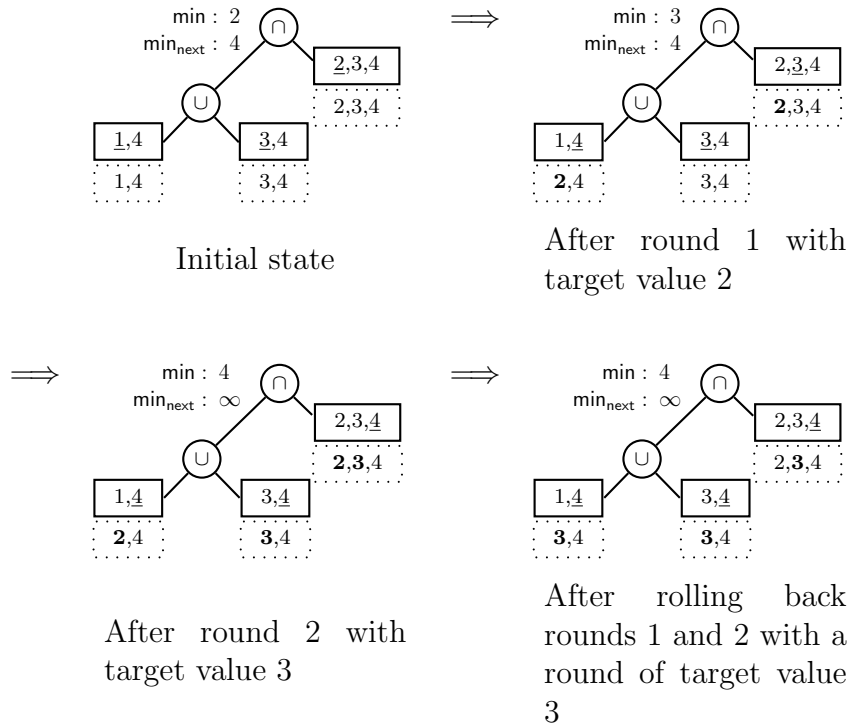 min : 2
min_next : 4
∩
2,3,4
2,3,4
∪
1,4
3,4
1,4
3,4
Initial state
⟹
min : 3
min_next : 4
∩
2,3,4
2,3,4
∪
1,4
3,4
2,4
3,4
After round 1 with
target value 2
⟹
min : 4
min_next : ∞
∩
2,3,4
2,3,4
∪
1,4
3,4
2,4
3,4
After round 2 with
target value 3
⟹
min : 4
min_next : ∞
∩
2,3,4
2,3,4
∪
1,4
3,4
3,4
3,4
After rolling back
rounds 1 and 2 with a
round of target value
3